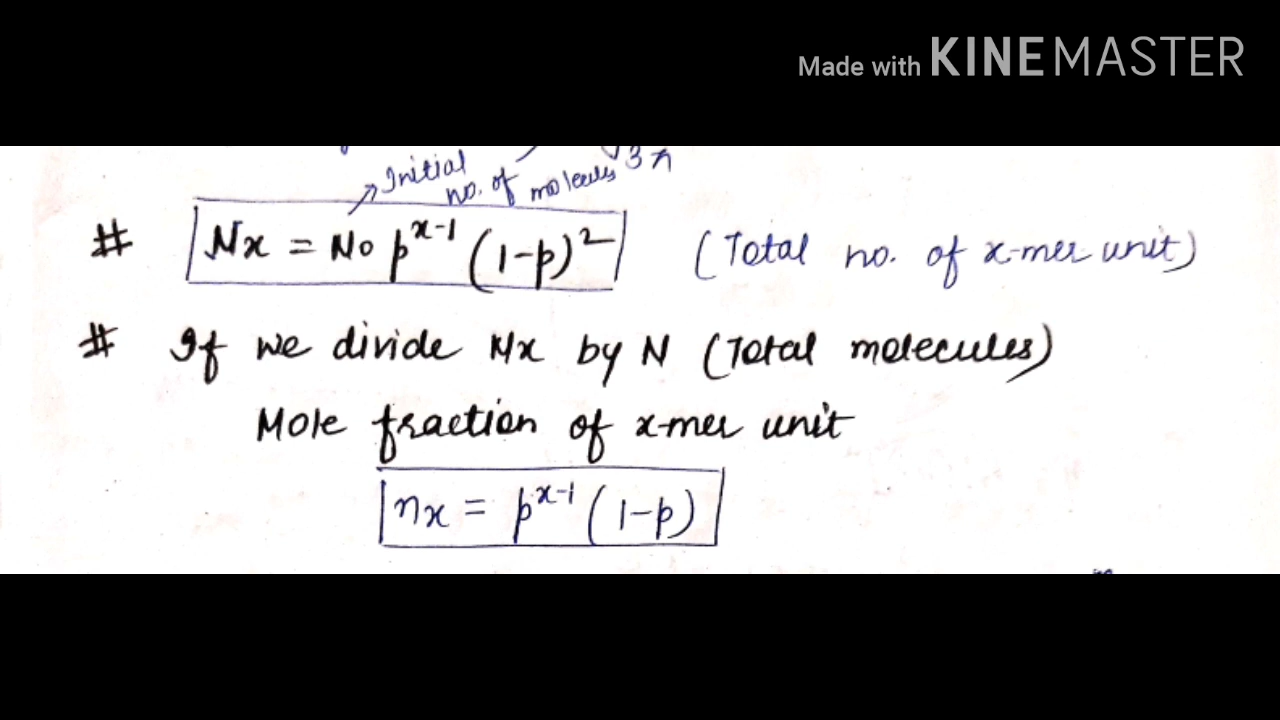 Made with KINEMASTER
Initial
no. of molecules
# Nx = No p^x-1 (1-p)^2 (Total no. of x-mer unit)
# If we divide Nx by N (Total molecules)
Mole fraction of x-mer unit
nx = p^x-1 (1-p)